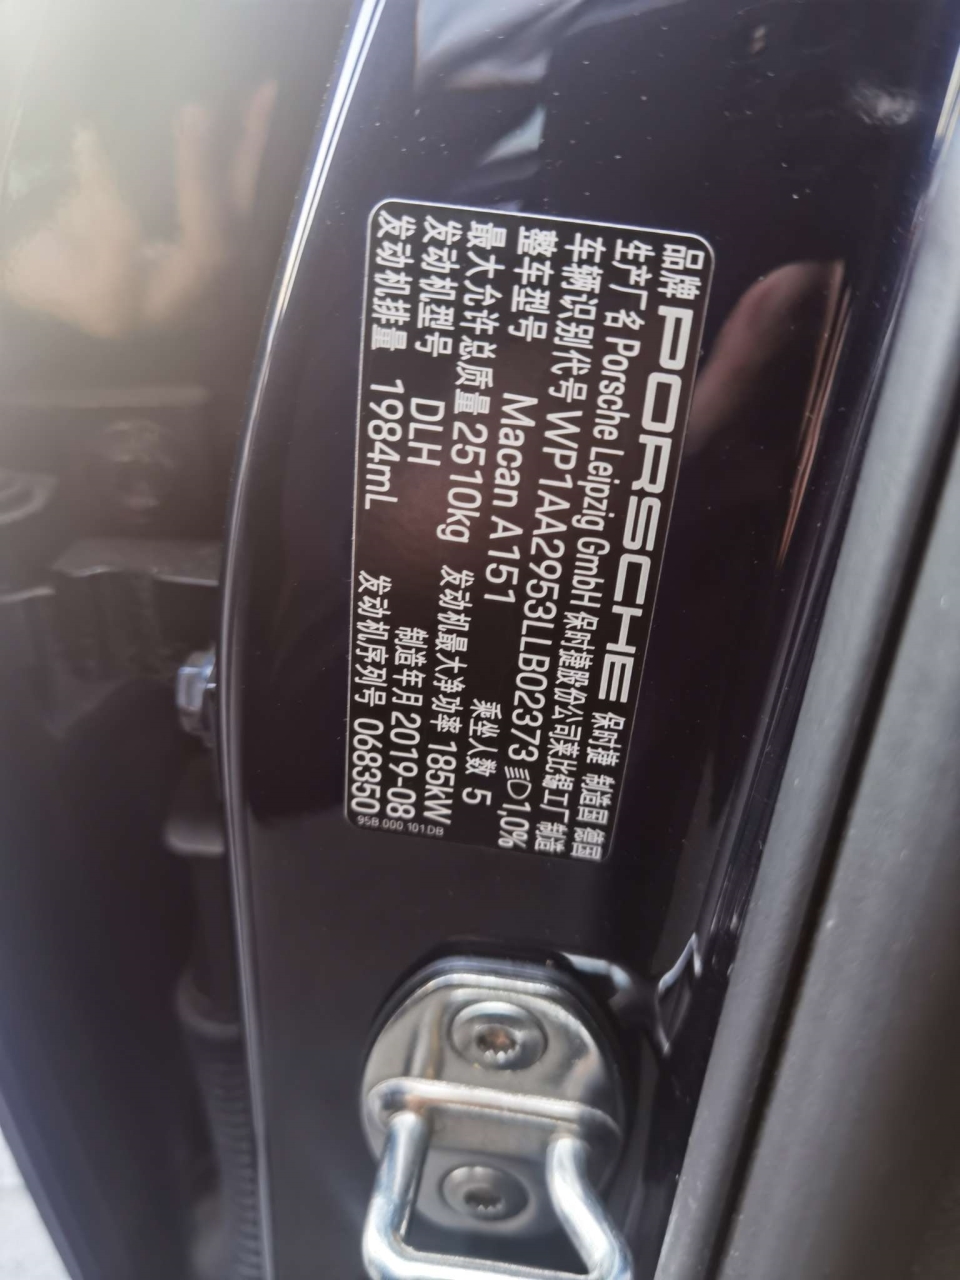 品牌 PORSCHE 保时捷 制造国 德国
生产厂名 Porsche Leipzig GmbH 保时捷股份公司莱比锡工厂 制造
车辆识别代号 WP1AA2953LLB02373 1,0%
整车型号 Macan A151 乘坐人数 5
最大允许总质量 2510kg 发动机最大净功率 185kW
发动机型号 DLH 制造年月 2019-08
发动机排量 1984mL 发动机序列号 068350
95B.000.101.DB